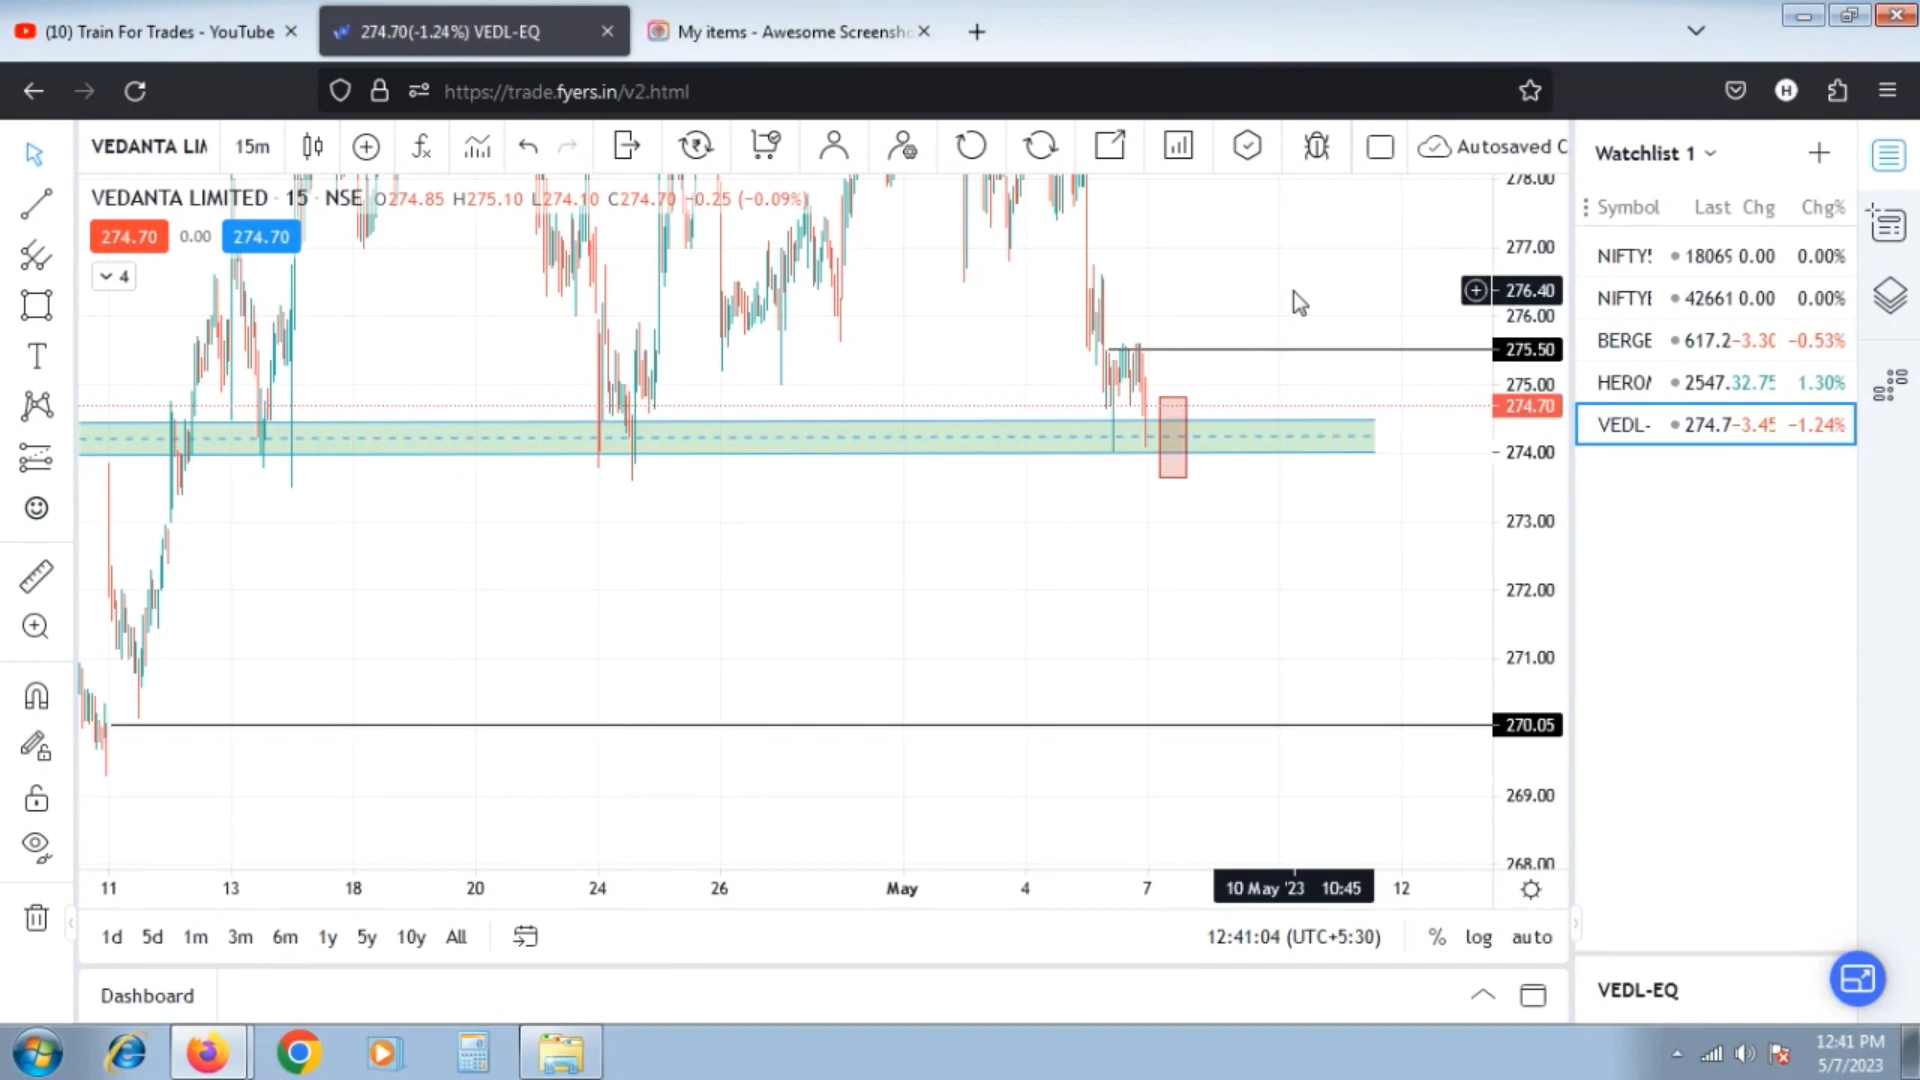 (10) Train For Trades - YouTube
274.70(-1.24%) VEDL-EQ
My items - Awesome Screensh
https://trade.fyers.in/v2.html
H
VEDANTA LI
15m
Autosaved C
VEDANTA LIMITED · 15 · NSE O274.85 H275.10 L274.10 C274.70 −0.25 (−0.09%)
274.70 0.00 274.70
4
278.00
277.00
276.40
276.00
275.50
275.00
274.70
274.00
273.00
272.00
271.00
270.05
269.00
268.00
11 13 18 20 24 26 May 4 7 10 May '23 10:45 12
1d 5d 1m 3m 6m 1y 5y 10y All
12:41:04 (UTC+5:30) % log auto
Dashboard
Watchlist 1
Symbol Last Chg Chg%
NIFTY 18069 0.00 0.00%
NIFTYB 42661 0.00 0.00%
BERGE 617.2 −3.30 −0.53%
HERO 2547. 32.75 1.30%
VEDL- 274.7 −3.45 −1.24%
VEDL-EQ
12:41 PM
5/7/2023